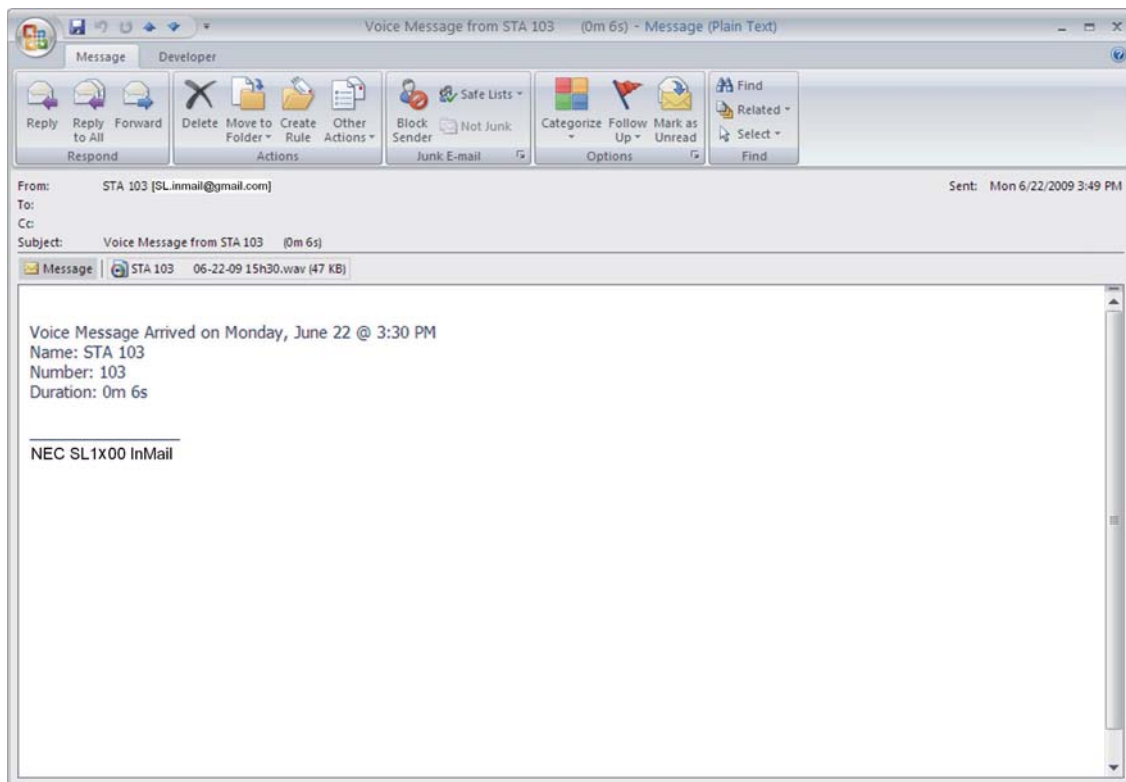 Voice Message from STA 103 (0m 6s) - Message (Plain Text)
Message Developer
Reply Reply to All Forward Delete Move to Folder Create Rule Other Actions Block Sender Safe Lists Not Junk Categorize Follow Up Mark as Unread Find Related Select
Respond Actions Junk E-mail Options Find
From: STA 103 [SL.inmail@gmail.com] Sent: Mon 6/22/2009 3:49 PM
To:
Cc:
Subject: Voice Message from STA 103 (0m 6s)
Message STA 103 06-22-09 15h30.wav (47 KB)
Voice Message Arrived on Monday, June 22 @ 3:30 PM
Name: STA 103
Number: 103
Duration: 0m 6s
NEC SL1X00 InMail